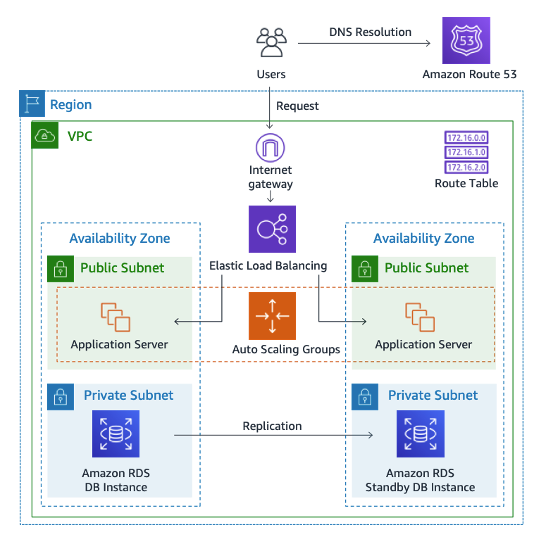 DNS Resolution
53
Users
Amazon Route 53
Region
Request
VPC
172.16.0.0
172.16.1.0
172.16.2.0
Internet
gateway
Route Table
Availability Zone
Availability Zone
Public Subnet
Elastic Load Balancing
Public Subnet
Application Server
Auto Scaling Groups
Application Server
Private Subnet
Private Subnet
Replication
Amazon RDS
DB Instance
Amazon RDS
Standby DB Instance